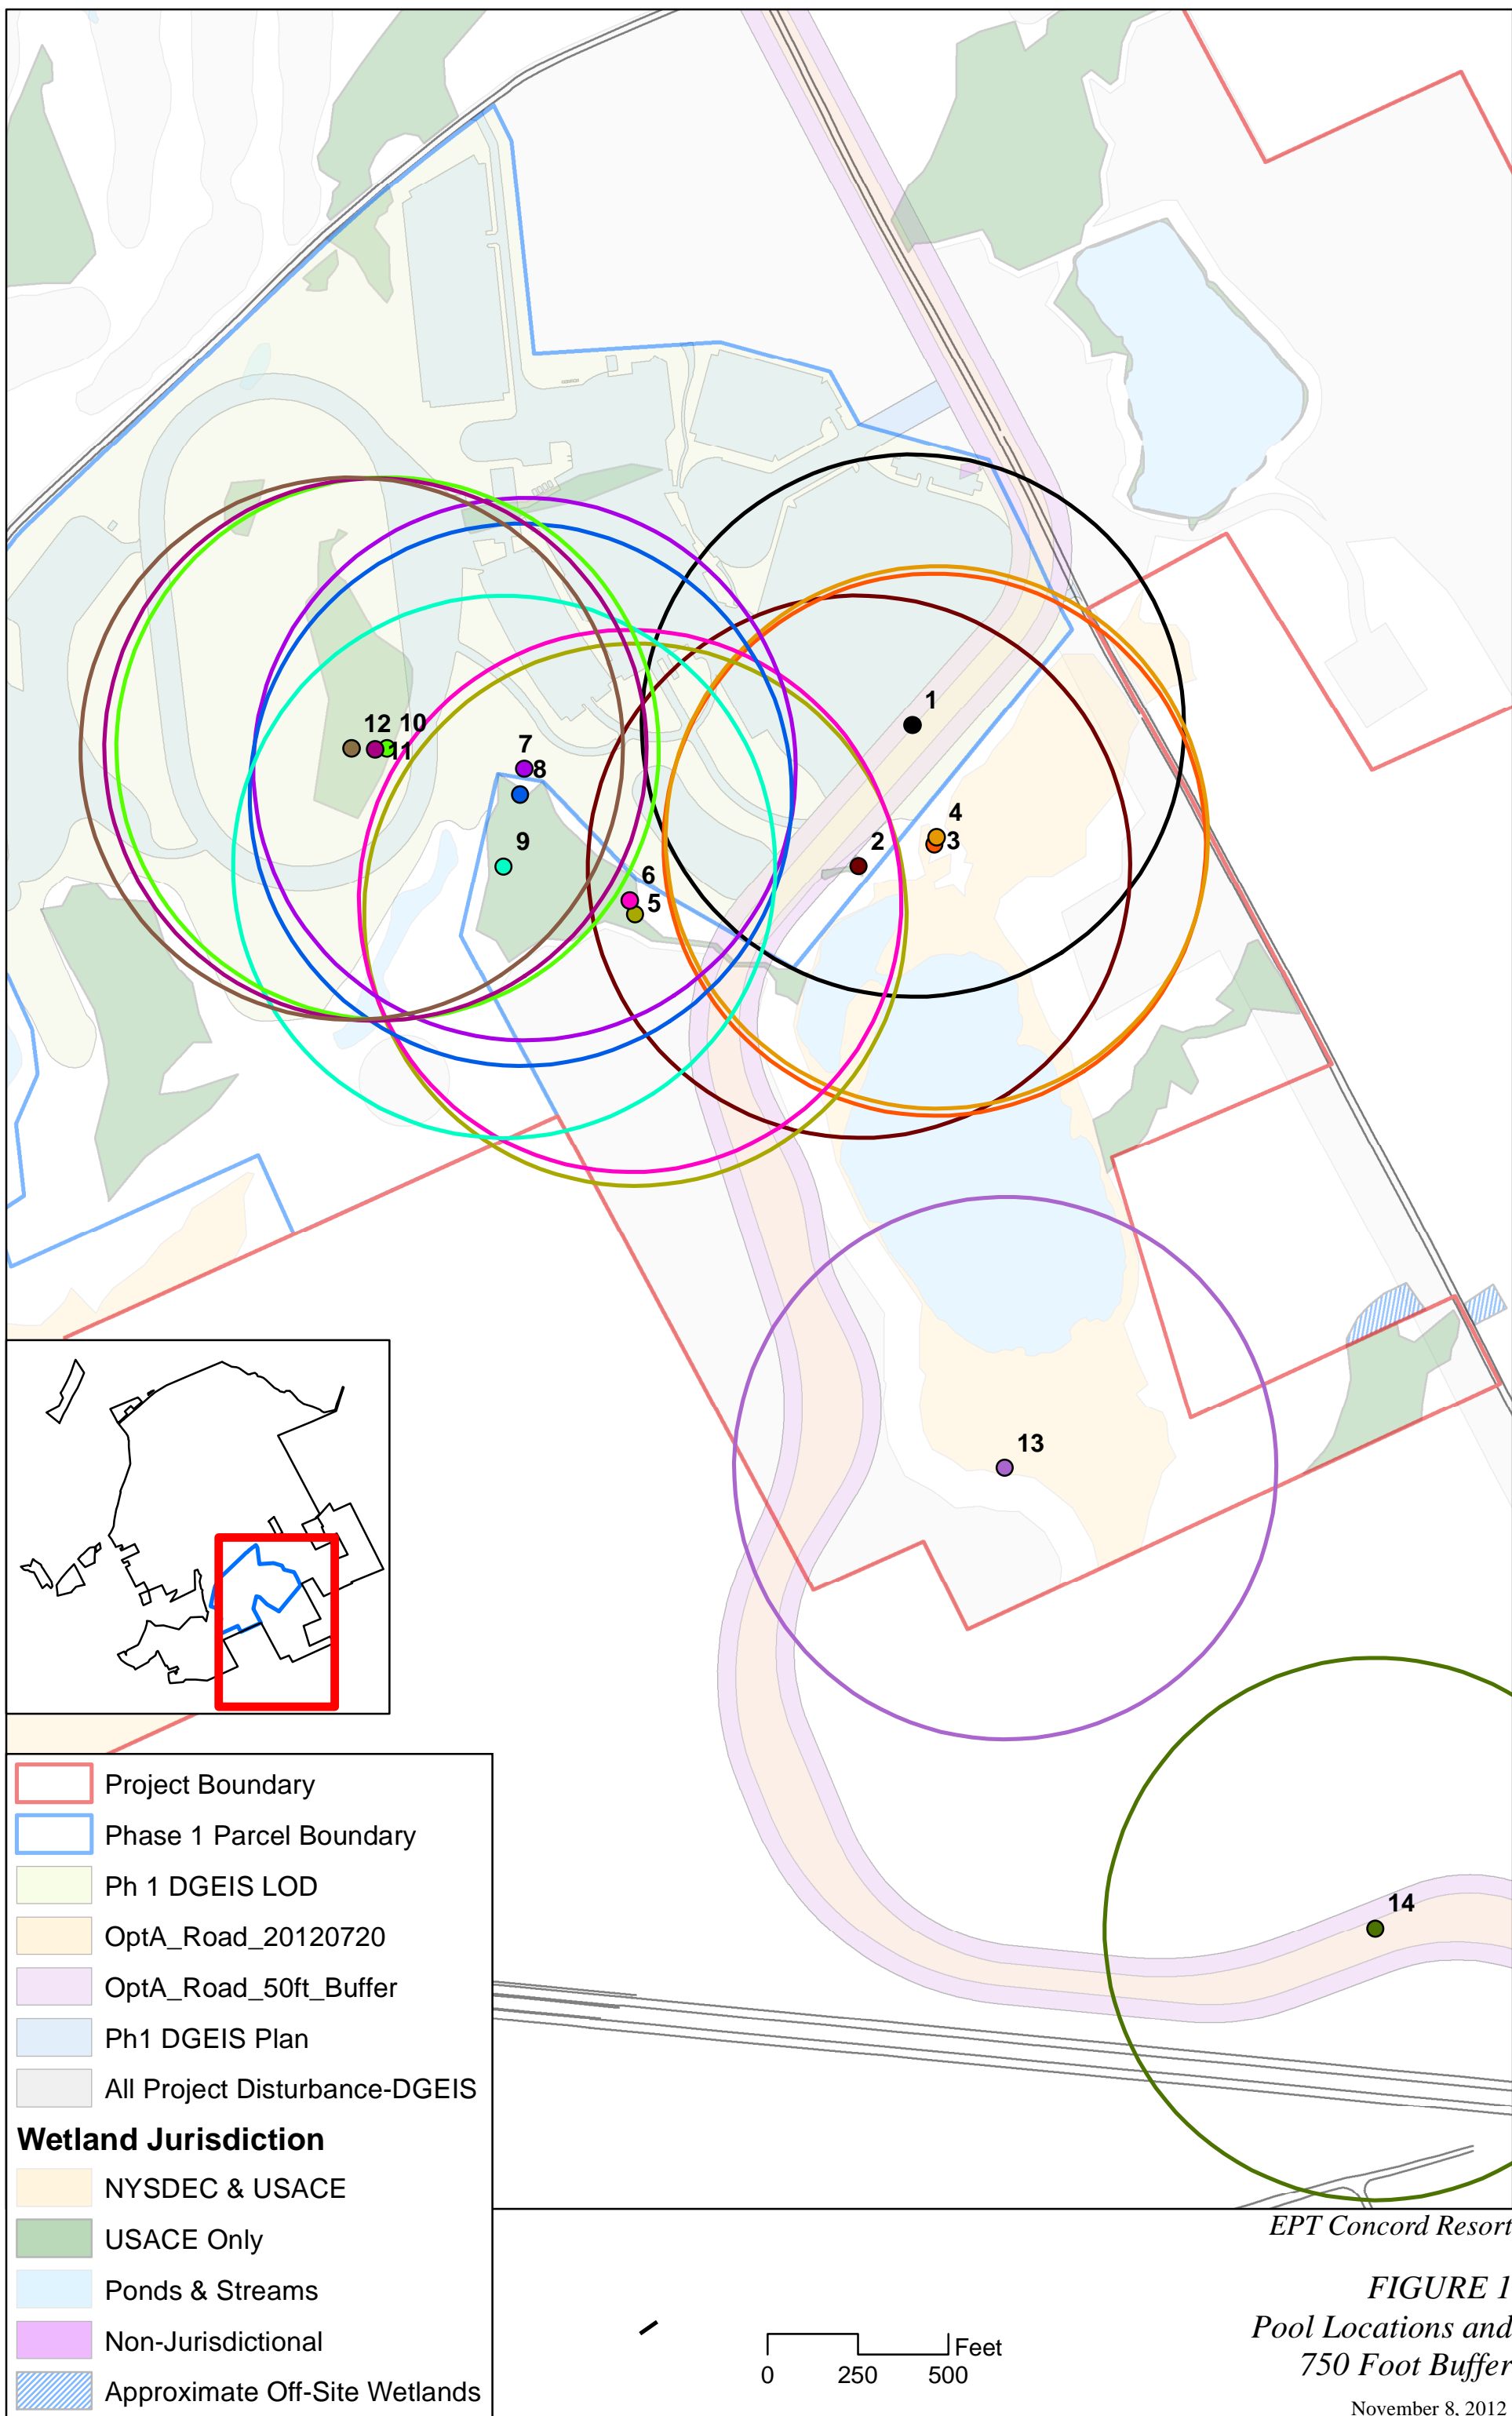 1
12 10
11
7
8
4
3
2
9
6
5
13
14
Project Boundary
Phase 1 Parcel Boundary
Ph 1 DGEIS LOD
OptA_Road_20120720
OptA_Road_50ft_Buffer
Ph1 DGEIS Plan
All Project Disturbance-DGEIS
Wetland Jurisdiction
NYSDEC & USACE
USACE Only
Ponds & Streams
Non-Jurisdictional
Approximate Off-Site Wetlands
Feet
0 250 500
EPT Concord Resort
FIGURE 1
Pool Locations and
750 Foot Buffer
November 8, 2012